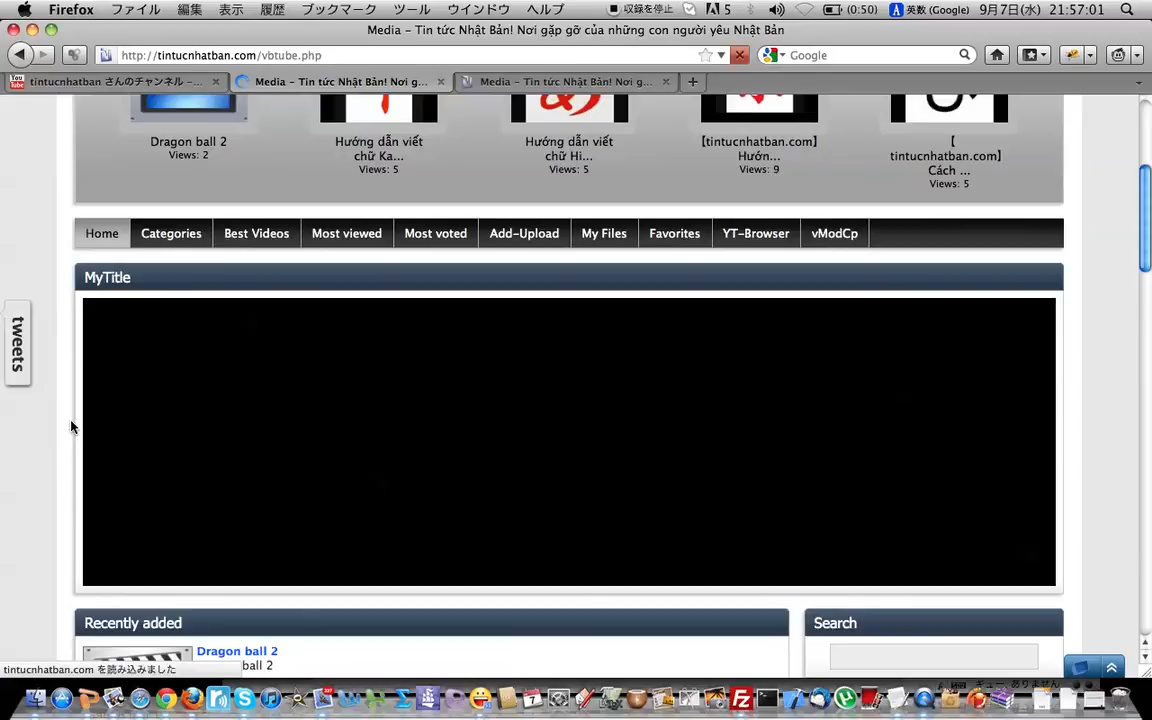 Firefox ファイル 編集 表示 履歴 ブックマーク ツール ウインドウ ヘルプ 収録を停止 5 (0:50) 英数 (Google) 9月7日(水) 21:57:01
Media – Tin tức Nhật Bản! Nơi gặp gỡ của những con người yêu Nhật Bản
http://tintucnhatban.com/vbtube.php Google
tintucnhatban さんのチャンネル –... Media – Tin tức Nhật Bản! Nơi g... Media – Tin tức Nhật Bản! Nơi g...
Dragon ball 2
Views: 2
Hướng dẫn viết
chữ Ka...
Views: 5
Hướng dẫn viết
chữ Hi...
Views: 5
【tintucnhatban.com】
Hướn...
Views: 9
【
tintucnhatban.com】
Cách ...
Views: 5
Home Categories Best Videos Most viewed Most voted Add-Upload My Files Favorites YT-Browser vModCp
MyTitle
tweets
Recently added
Search
Dragon ball 2
ball 2
tintucnhatban.com を読み込みました